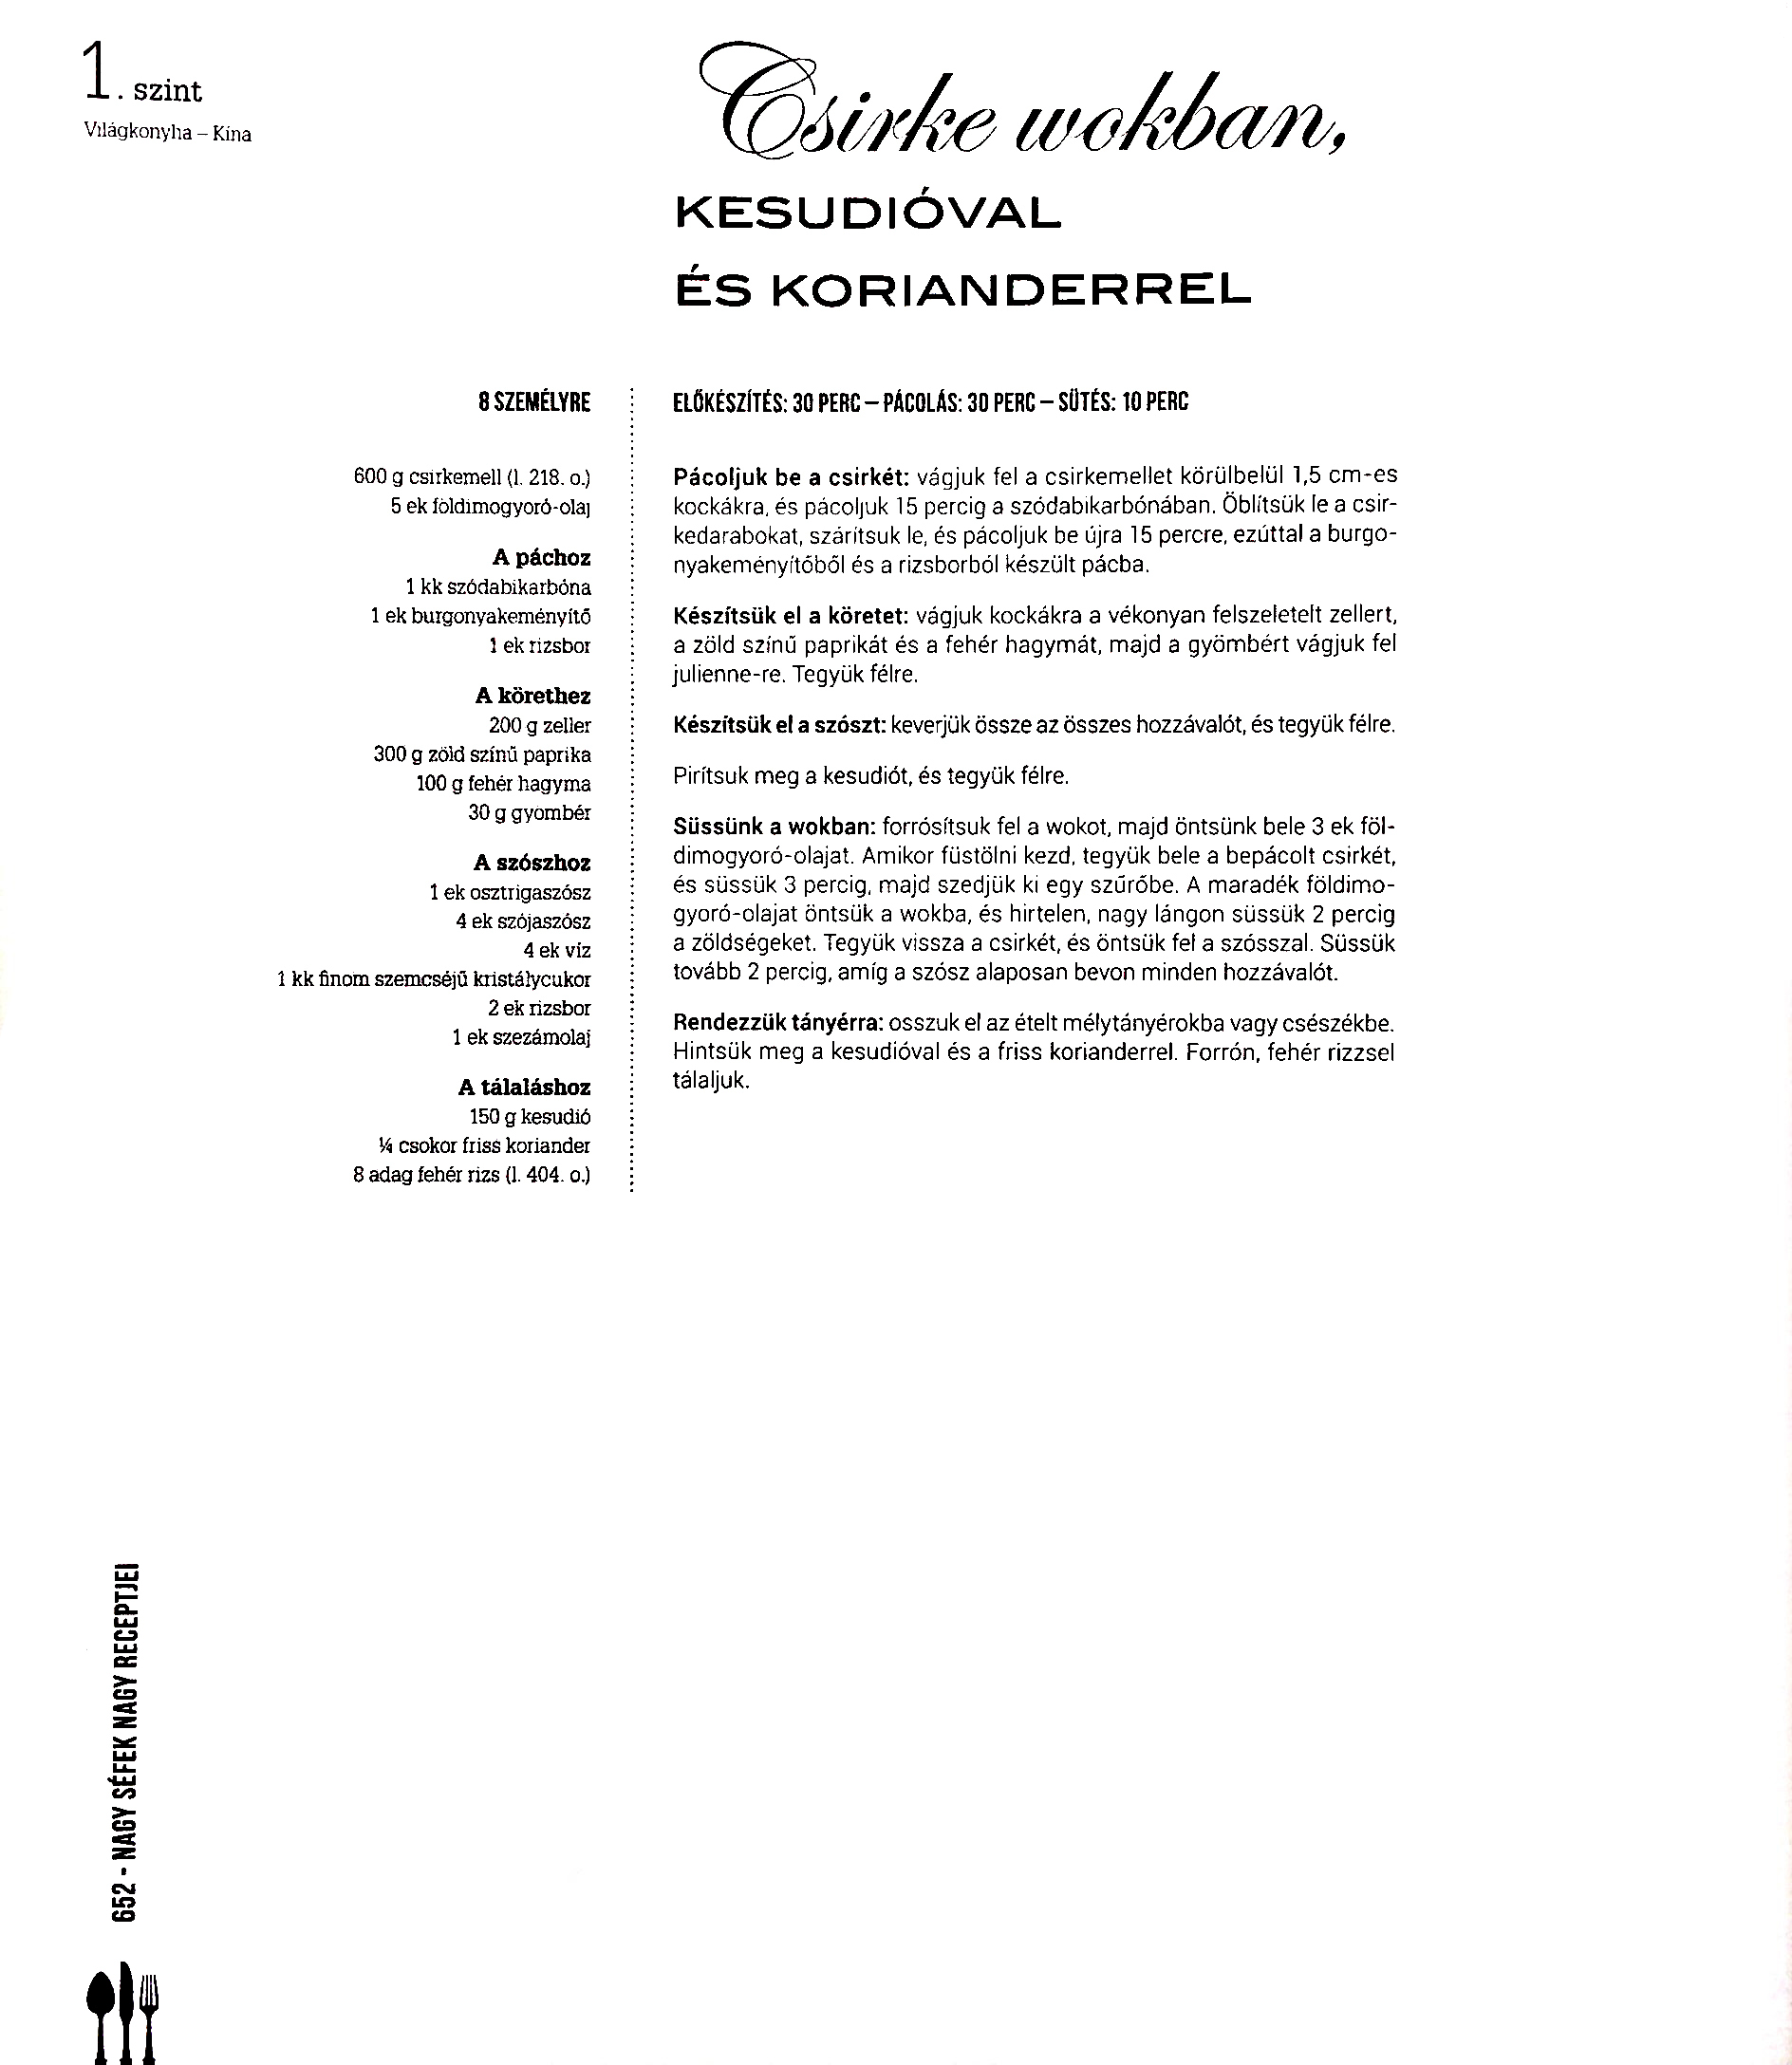 1. szint
Világkonyha – Kína
Csirke wokban,
KESUDIÓVAL
ÉS KORIANDERREL
8 SZEMÉLYRE
600 g csirkemell (l. 218. o.)
5 ek földimogyoró-olaj
A páchoz
1 kk szódabikarbóna
1 ek burgonyakeményítő
1 ek rizsbor
A körethez
200 g zeller
300 g zöld színű paprika
100 g fehér hagyma
30 g gyömbér
A szószhoz
1 ek osztrigaszósz
4 ek szójaszósz
4 ek víz
1 kk finom szemcséjű kristálycukor
2 ek rizsbor
1 ek szezámolaj
A tálaláshoz
150 g kesudió
¼ csokor friss koriander
8 adag fehér rizs (l. 404. o.)
ELŐKÉSZÍTÉS: 30 PERC – PÁCOLÁS: 30 PERC – SÜTÉS: 10 PERC
Pácoljuk be a csirkét: vágjuk fel a csirkemellet körülbelül 1,5 cm-es
kockákra, és pácoljuk 15 percig a szódabikarbónában. Öblítsük le a csir-
kedarabokat, szárítsuk le, és pácoljuk be újra 15 percre, ezúttal a burgo-
nyakeményítőből és a rizsborból készült pácba.
Készítsük el a köretet: vágjuk kockákra a vékonyan felszeletelt zellert,
a zöld színű paprikát és a fehér hagymát, majd a gyömbért vágjuk fel
julienne-re. Tegyük félre.
Készítsük el a szószt: keverjük össze az összes hozzávalót, és tegyük félre.
Pirítsuk meg a kesudiót, és tegyük félre.
Süssünk a wokban: forrósítsuk fel a wokot, majd öntsünk bele 3 ek föl-
dimogyoró-olajat. Amikor füstölni kezd, tegyük bele a bepácolt csirkét,
és süssük 3 percig, majd szedjük ki egy szűrőbe. A maradék földimo-
gyoró-olajat öntsük a wokba, és hirtelen, nagy lángon süssük 2 percig
a zöldségeket. Tegyük vissza a csirkét, és öntsük fel a szósszal. Süssük
tovább 2 percig, amíg a szósz alaposan bevon minden hozzávalót.
Rendezzük tányérra: osszuk el az ételt mélytányérokba vagy csészékbe.
Hintsük meg a kesudióval és a friss korianderrel. Forrón, fehér rizzsel
tálaljuk.
652 - NAGY SÉFEK NAGY RECEPTJEI